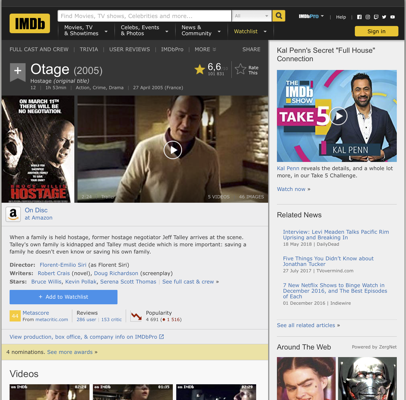 IMDb
Find Movies, TV shows, Celebrities and more...
All
Movies, TV
& Showtimes
Celebs, Events
& Photos
News &
Community
Watchlist
IMDbPro
Help
Sign in
FULL CAST AND CREW
TRIVIA
USER REVIEWS
IMDbPro
MORE
SHARE
Otage (2005)
Hostage (original title)
12 | 1h 53min | Action, Crime, Drama | 27 April 2005 (France)
6,6
Rate
This
ON MARCH 11TH
THERE WILL BE
NO NEGOTIATION.
HOSTAGE
5 VIDEOS
IMAGES
On Disc
at Amazon
When a family is held hostage, former hostage negotiator Jeff Talley arrives at the scene.
Talley's own family is kidnapped and Talley must decide which is more important: saving a
family he doesn't even know or saving his own family.
Director: Florent-Emilio Siri (as Florent Siri)
Writers: Robert Crais (novel), Doug Richardson (screenplay)
Stars: Bruce Willis, Kevin Pollak, Serena Scott Thomas | See full cast & crew »
+ Add to Watchlist
Metascore
From metacritic.com
Reviews
286 user | 153 critic
Popularity
4 691 (▼ 1 516)
View production, box office, & company info on IMDbPro
4 nominations. See more awards »
Videos
Kal Penn's Secret "Full House"
Connection
THE
IMDb
SHOW
TAKE 5
KAL PENN
Kal Penn reveals the details, and a whole lot
more, in our Take 5 Challenge.
Watch now »
Related News
Interview: Levi Meaden Talks Pacific Rim
Uprising and Breaking In
18 May 2018 | DailyDead
Five Things You Didn't Know about
Jonathan Tucker
27 July 2017 | TVovermind.com
7 New Netflix Shows to Binge Watch in
December 2016, and The Best Episodes
of Each
01 December 2016 | Indiewire
See all related articles »
Around The Web
Powered by ZergNet